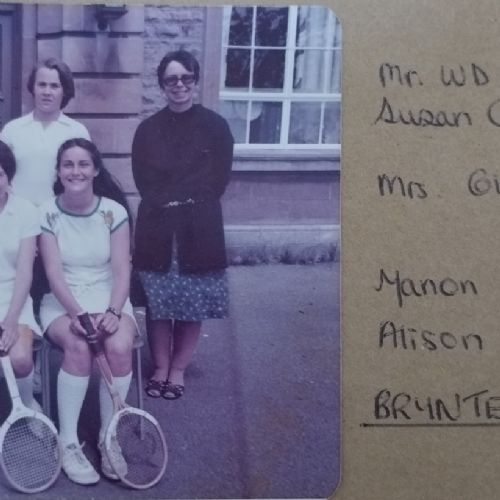 Mr. WD
Susan C
Mrs. Gi
Manon
Alison
BRYNTE